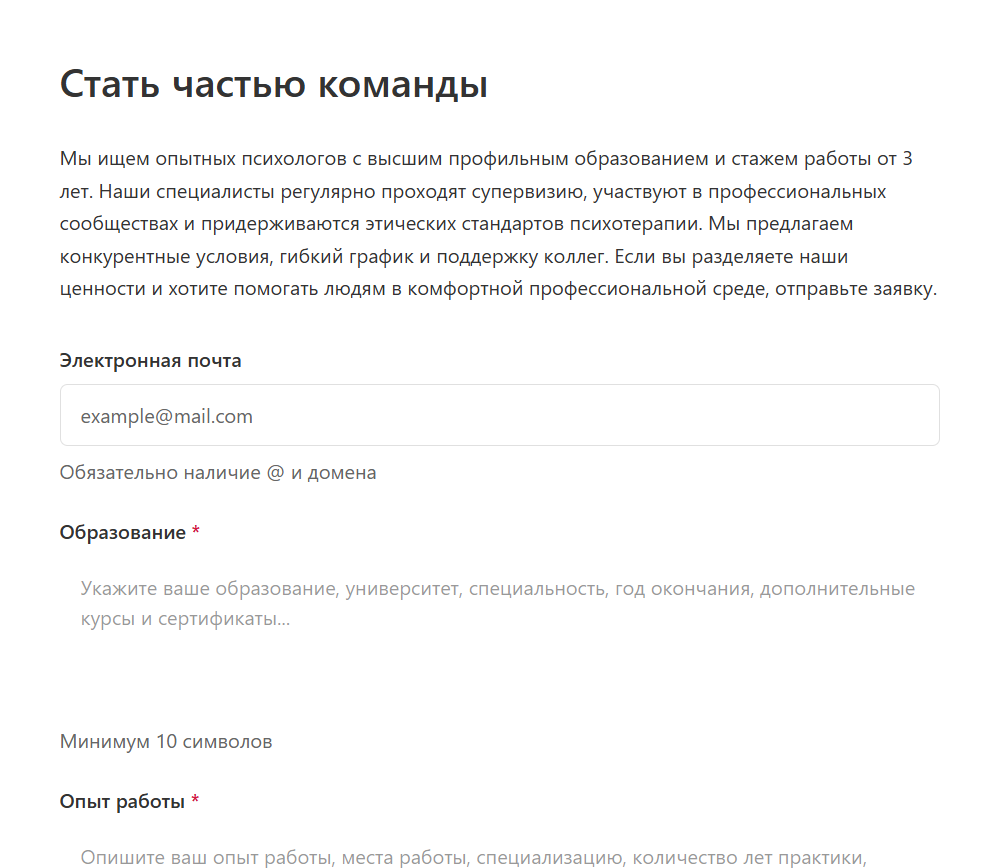 Стать частью команды
Мы ищем опытных психологов с высшим профильным образованием и стажем работы от 3
лет. Наши специалисты регулярно проходят супервизию, участвуют в профессиональных
сообществах и придерживаются этических стандартов психотерапии. Мы предлагаем
конкурентные условия, гибкий график и поддержку коллег. Если вы разделяете наши
ценности и хотите помогать людям в комфортной профессиональной среде, отправьте заявку.
Электронная почта
example@mail.com
Обязательно наличие @ и домена
Образование *
Укажите ваше образование, университет, специальность, год окончания, дополнительные
курсы и сертификаты...
Минимум 10 символов
Опыт работы *
Опишите ваш опыт работы, места работы, специализацию, количество лет практики,